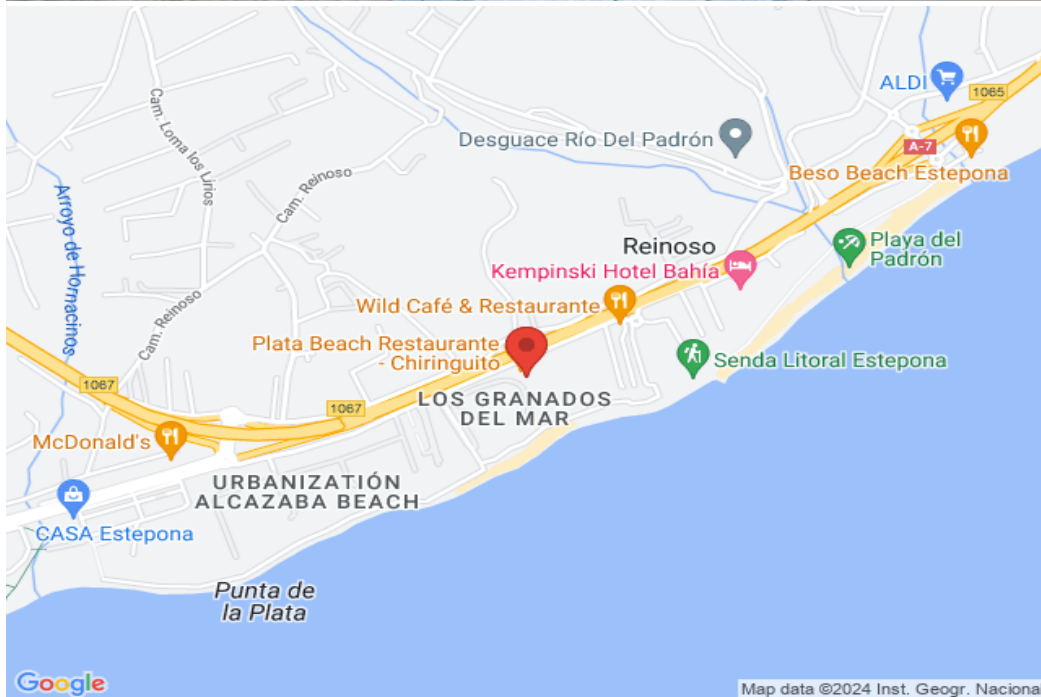 ALDI
1065
A-7
Desguace Río Del Padrón
Beso Beach Estepona
Cam. Loma los Lirios
Cam. Reinoso
Arroyo de Hornacinos
Reinoso
Playa del
Padrón
Kempinski Hotel Bahía
Wild Café & Restaurante
Cam. Reinoso
Plata Beach Restaurante
- Chiringuito
Senda Litoral Estepona
1067
1067
LOS GRANADOS
DEL MAR
McDonald's
URBANIZATIÓN
ALCAZABA BEACH
CASA Estepona
Punta de
la Plata
Google
Map data ©2024 Inst. Geogr. Naciona